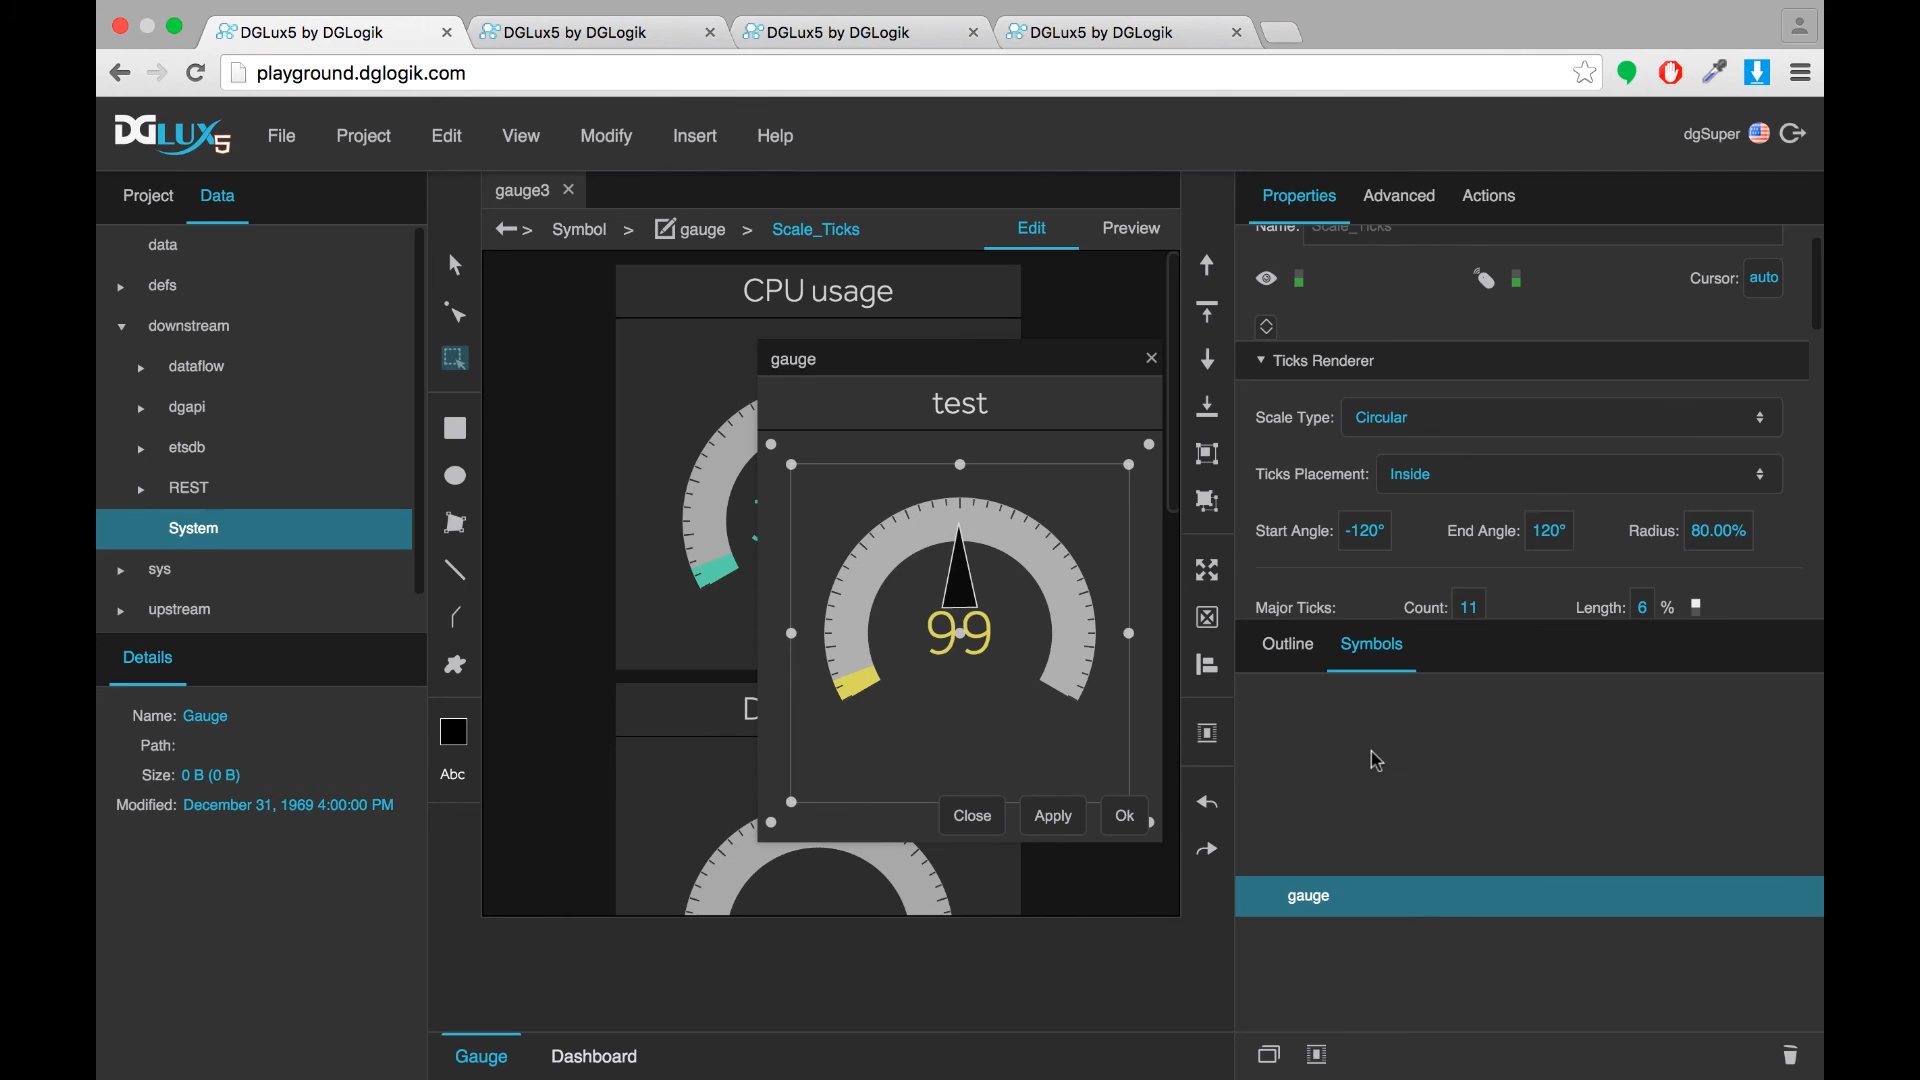 DGLux5 by DGLogik
DGLux5 by DGLogik
DGLux5 by DGLogik
DGLux5 by DGLogik
playground.dglogik.com
DGLUX5
File
Project
Edit
View
Modify
Insert
Help
dgSuper
Project
Data
data
defs
downstream
dataflow
dgapi
etsdb
REST
System
sys
upstream
Details
Name: Gauge
Path:
Size: 0 B (0 B)
Modified: December 31, 1969 4:00:00 PM
Abc
gauge3
> Symbol > gauge > Scale_Ticks
Edit
Preview
CPU usage
gauge
test
99
D
Close
Apply
Ok
Gauge
Dashboard
Properties
Advanced
Actions
Name: Scale_Ticks
Cursor: auto
Ticks Renderer
Scale Type: Circular
Ticks Placement: Inside
Start Angle: -120° End Angle: 120° Radius: 80.00%
Major Ticks: Count: 11 Length: 6 %
Outline
Symbols
gauge